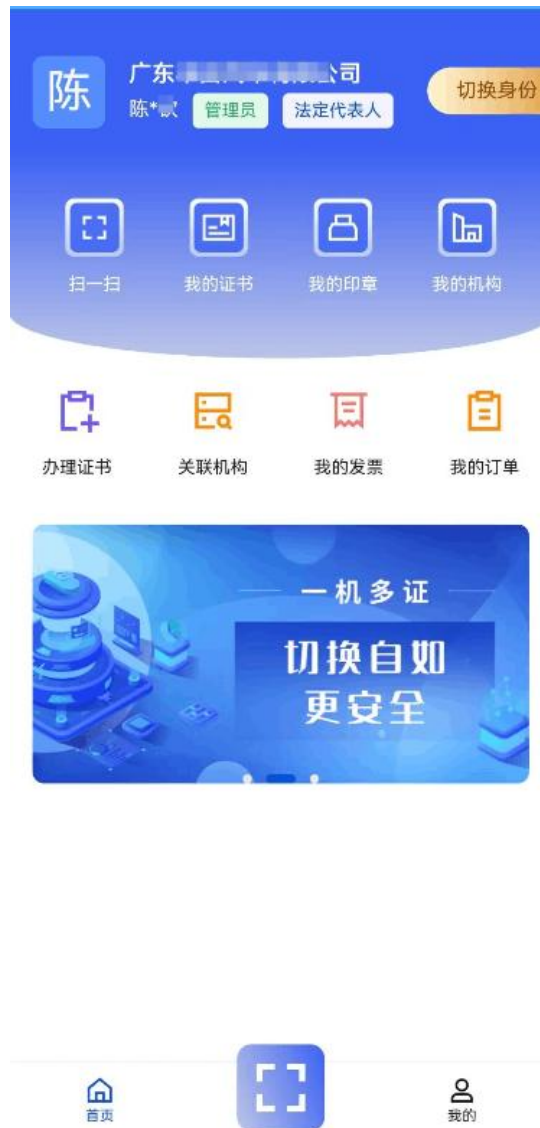 陈
广东
公司
陈*
管理员
法定代表人
切换身份
扫一扫
我的证书
我的印章
我的机构
办理证书
关联机构
我的发票
我的订单
一机多证
切换自如
更安全
首页
我的